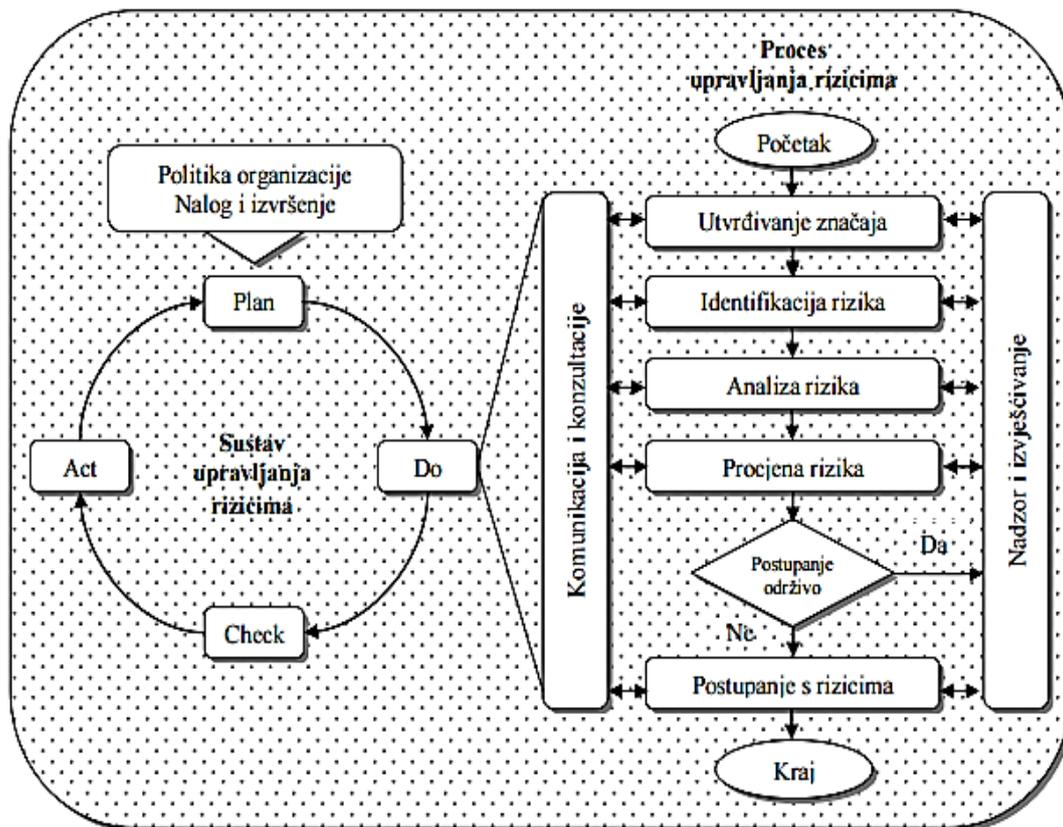 Proces
upravljanja rizicima
Početak
Politika organizacije
Nalog i izvršenje
Utvrđivanje značaja
Plan
Identifikacija rizika
Komunikacija i konzultacije
Nadzor i izvješćivanje
Analiza rizika
Sustav
upravljanja
rizicima
Act
Do
Procjena rizika
Postupanje
održivo
Da
Check
Ne
Postupanje s rizicima
Kraj